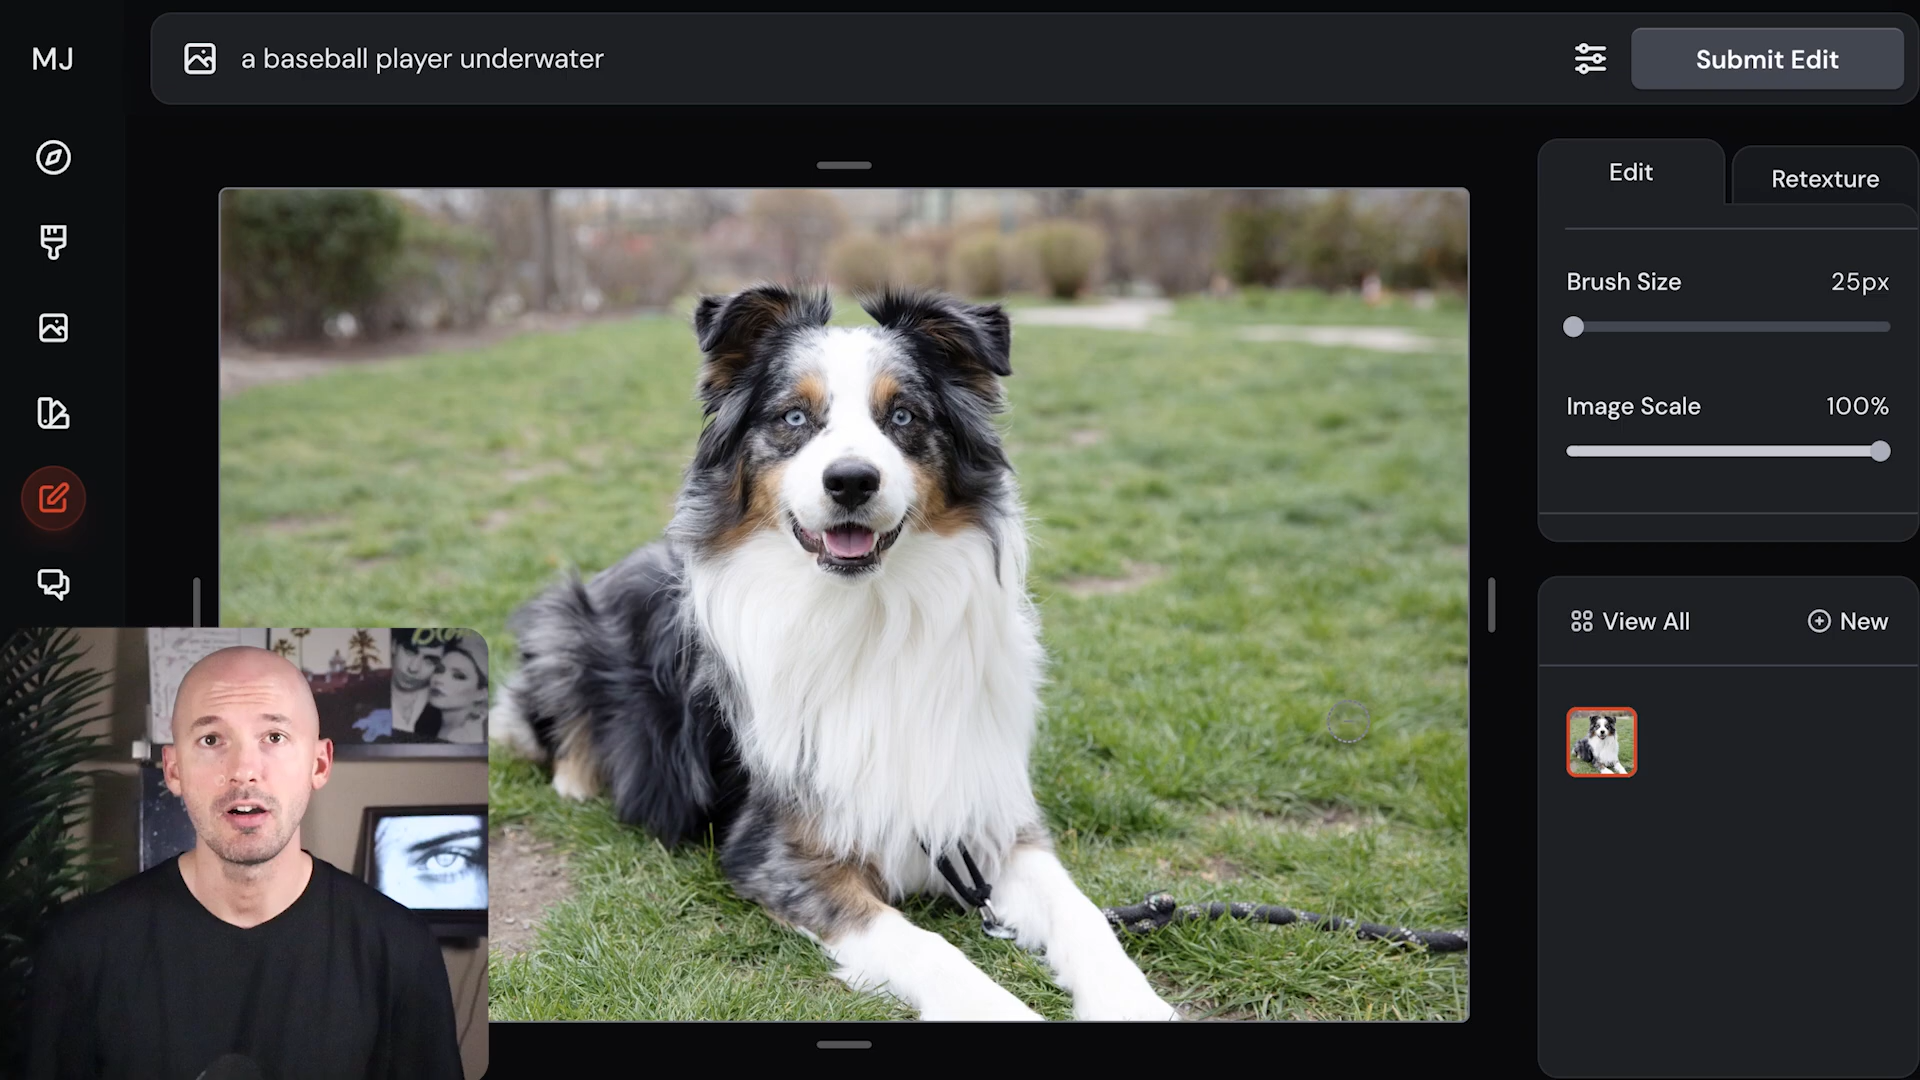 MJ
a baseball player underwater
Submit Edit
Edit
Retexture
Brush Size
25px
Image Scale
100%
View All
New